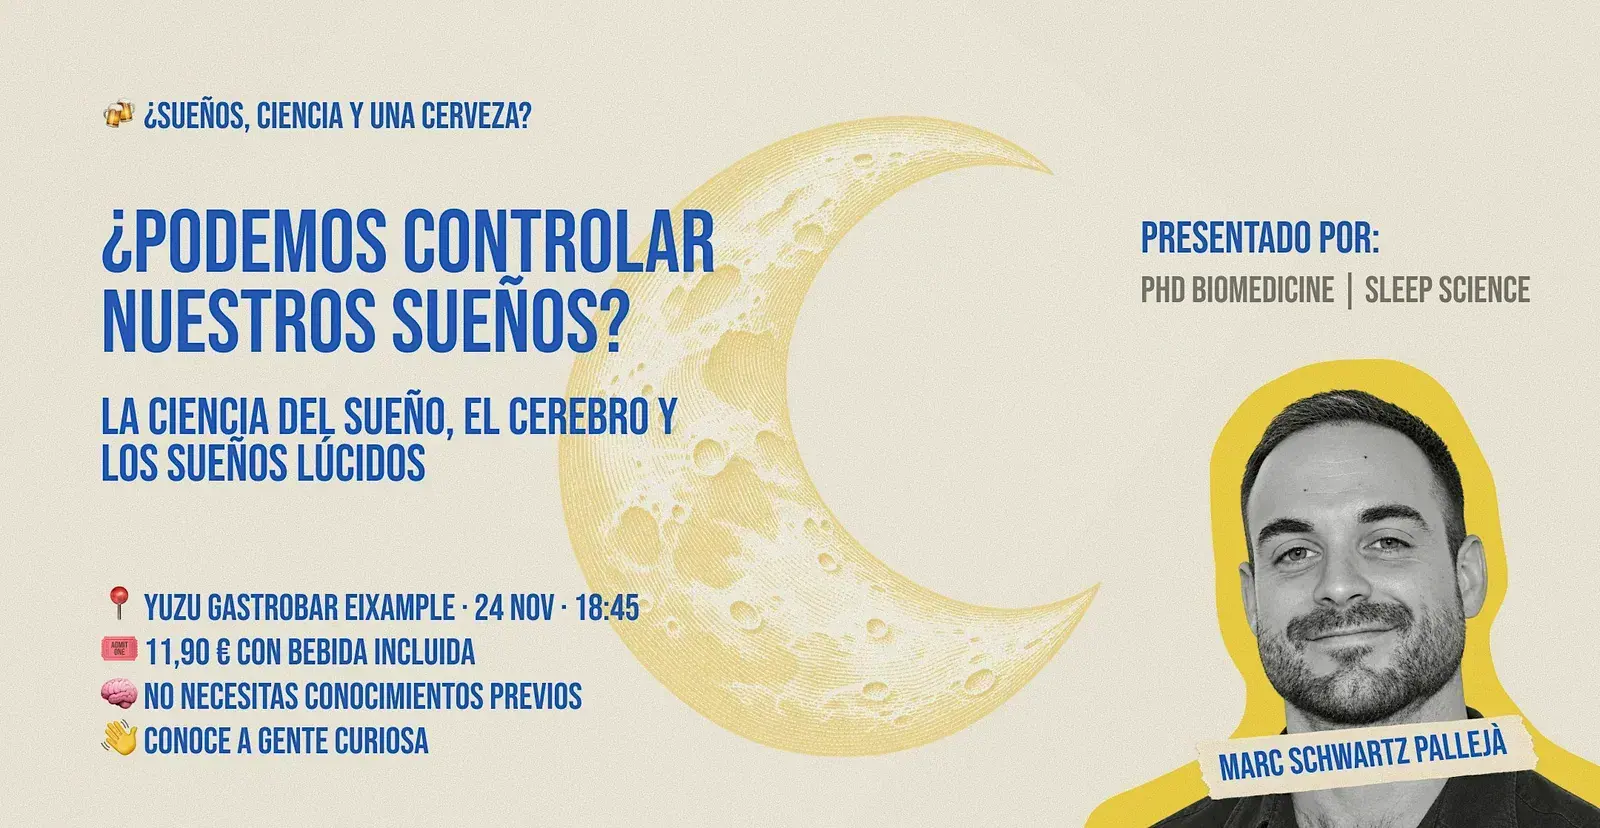 ¿SUEÑOS, CIENCIA Y UNA CERVEZA?
¿PODEMOS CONTROLAR
NUESTROS SUEÑOS?
LA CIENCIA DEL SUEÑO, EL CEREBRO Y
LOS SUEÑOS LÚCIDOS
YUZU GASTROBAR EIXAMPLE · 24 NOV · 18:45
ADMIT
ONE
11,90 € CON BEBIDA INCLUIDA
NO NECESITAS CONOCIMIENTOS PREVIOS
CONOCE A GENTE CURIOSA
PRESENTADO POR:
PHD BIOMEDICINE | SLEEP SCIENCE
MARC SCHWARTZ PALLEJÀ